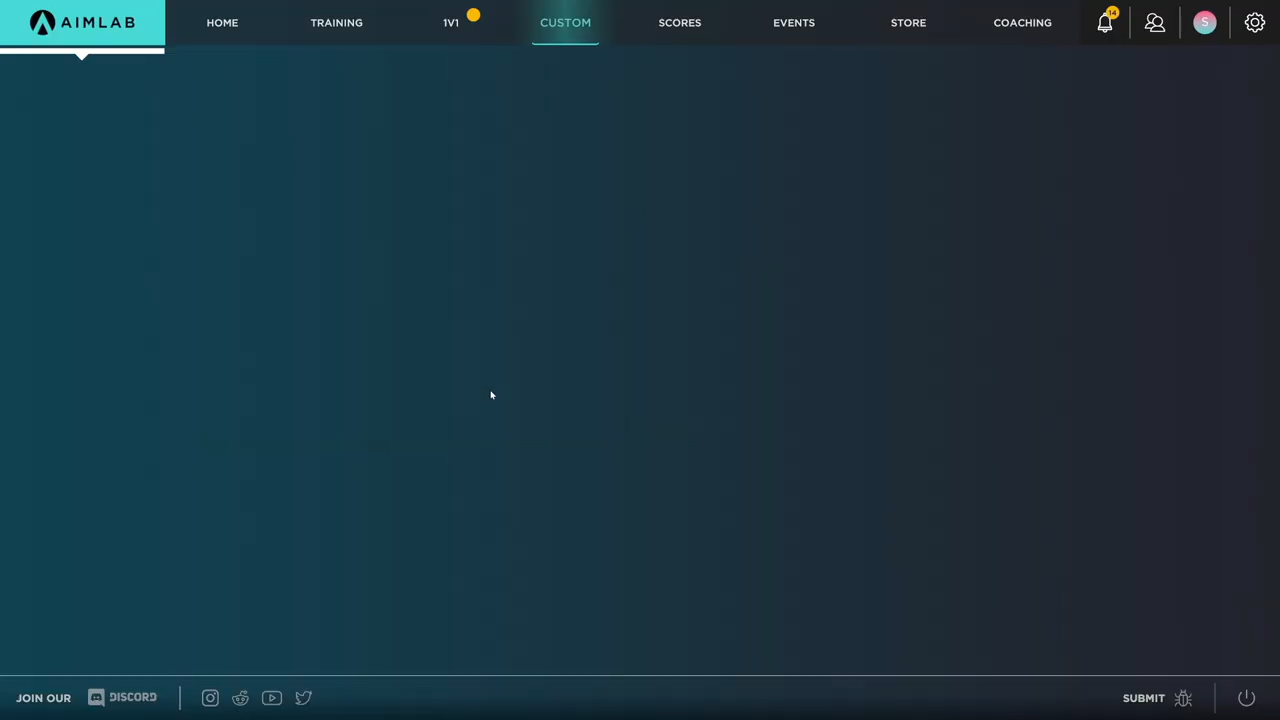 AIMLAB
HOME
TRAINING
1V1
CUSTOM
SCORES
EVENTS
STORE
COACHING
14
S
JOIN OUR
DISCORD
SUBMIT